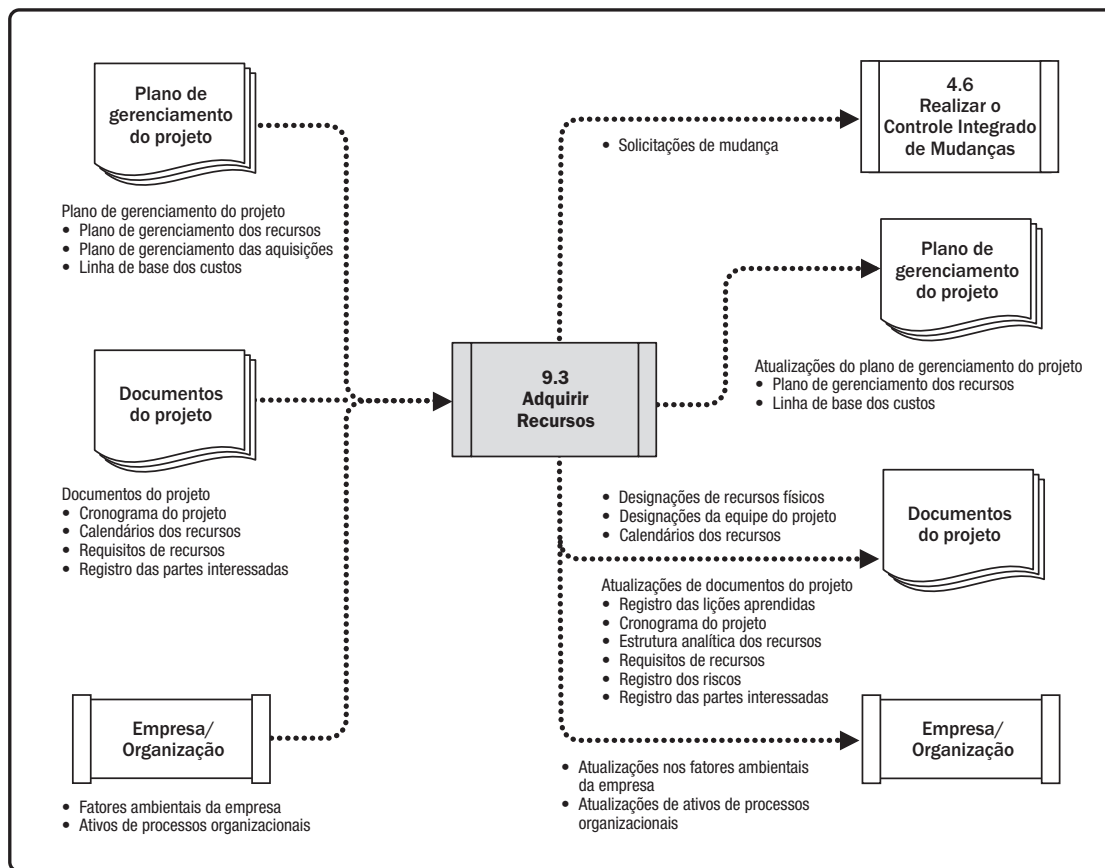 Plano de
gerenciamento
do projeto
Plano de gerenciamento do projeto
• Plano de gerenciamento dos recursos
• Plano de gerenciamento das aquisições
• Linha de base dos custos
Documentos
do projeto
Documentos do projeto
• Cronograma do projeto
• Calendários dos recursos
• Requisitos de recursos
• Registro das partes interessadas
Empresa/
Organização
• Fatores ambientais da empresa
• Ativos de processos organizacionais
9.3
Adquirir
Recursos
• Solicitações de mudança
4.6
Realizar o
Controle Integrado
de Mudanças
Plano de
gerenciamento
do projeto
Atualizações do plano de gerenciamento do projeto
• Plano de gerenciamento dos recursos
• Linha de base dos custos
• Designações de recursos físicos
• Designações da equipe do projeto
• Calendários dos recursos
Documentos
do projeto
Atualizações de documentos do projeto
• Registro das lições aprendidas
• Cronograma do projeto
• Estrutura analítica dos recursos
• Requisitos de recursos
• Registro dos riscos
• Registro das partes interessadas
Empresa/
Organização
• Atualizações nos fatores ambientais
da empresa
• Atualizações de ativos de processos
organizacionais